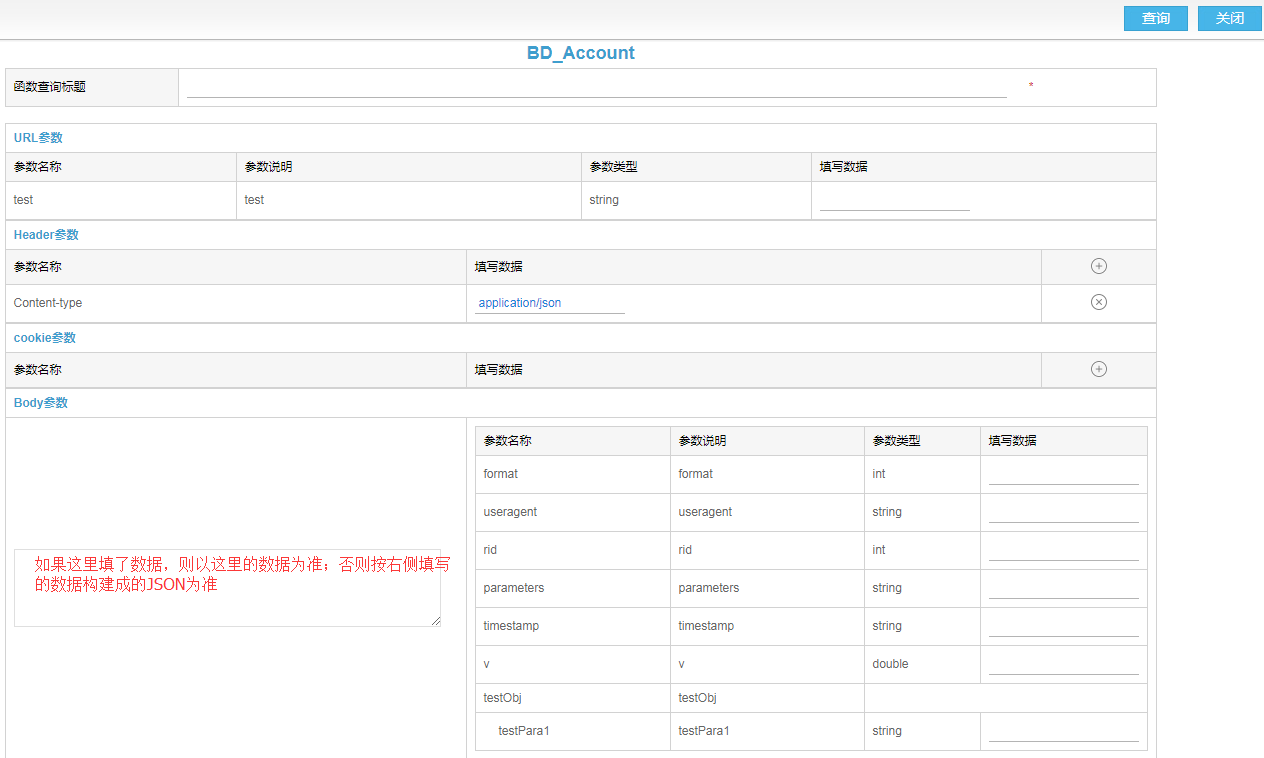 查询 关闭
BD_Account
函数查询标题 *
URL参数
参数名称 参数说明 参数类型 填写数据
test test string
Header参数
参数名称 填写数据
Content-type application/json
cookie参数
参数名称 填写数据
Body参数
参数名称 参数说明 参数类型 填写数据
format format int
useragent useragent string
rid rid int
如果这里填了数据，则以这里的数据为准；否则按右侧填写
的数据构建成的JSON为准
parameters parameters string
timestamp timestamp string
v v double
testObj testObj
testPara1 testPara1 string